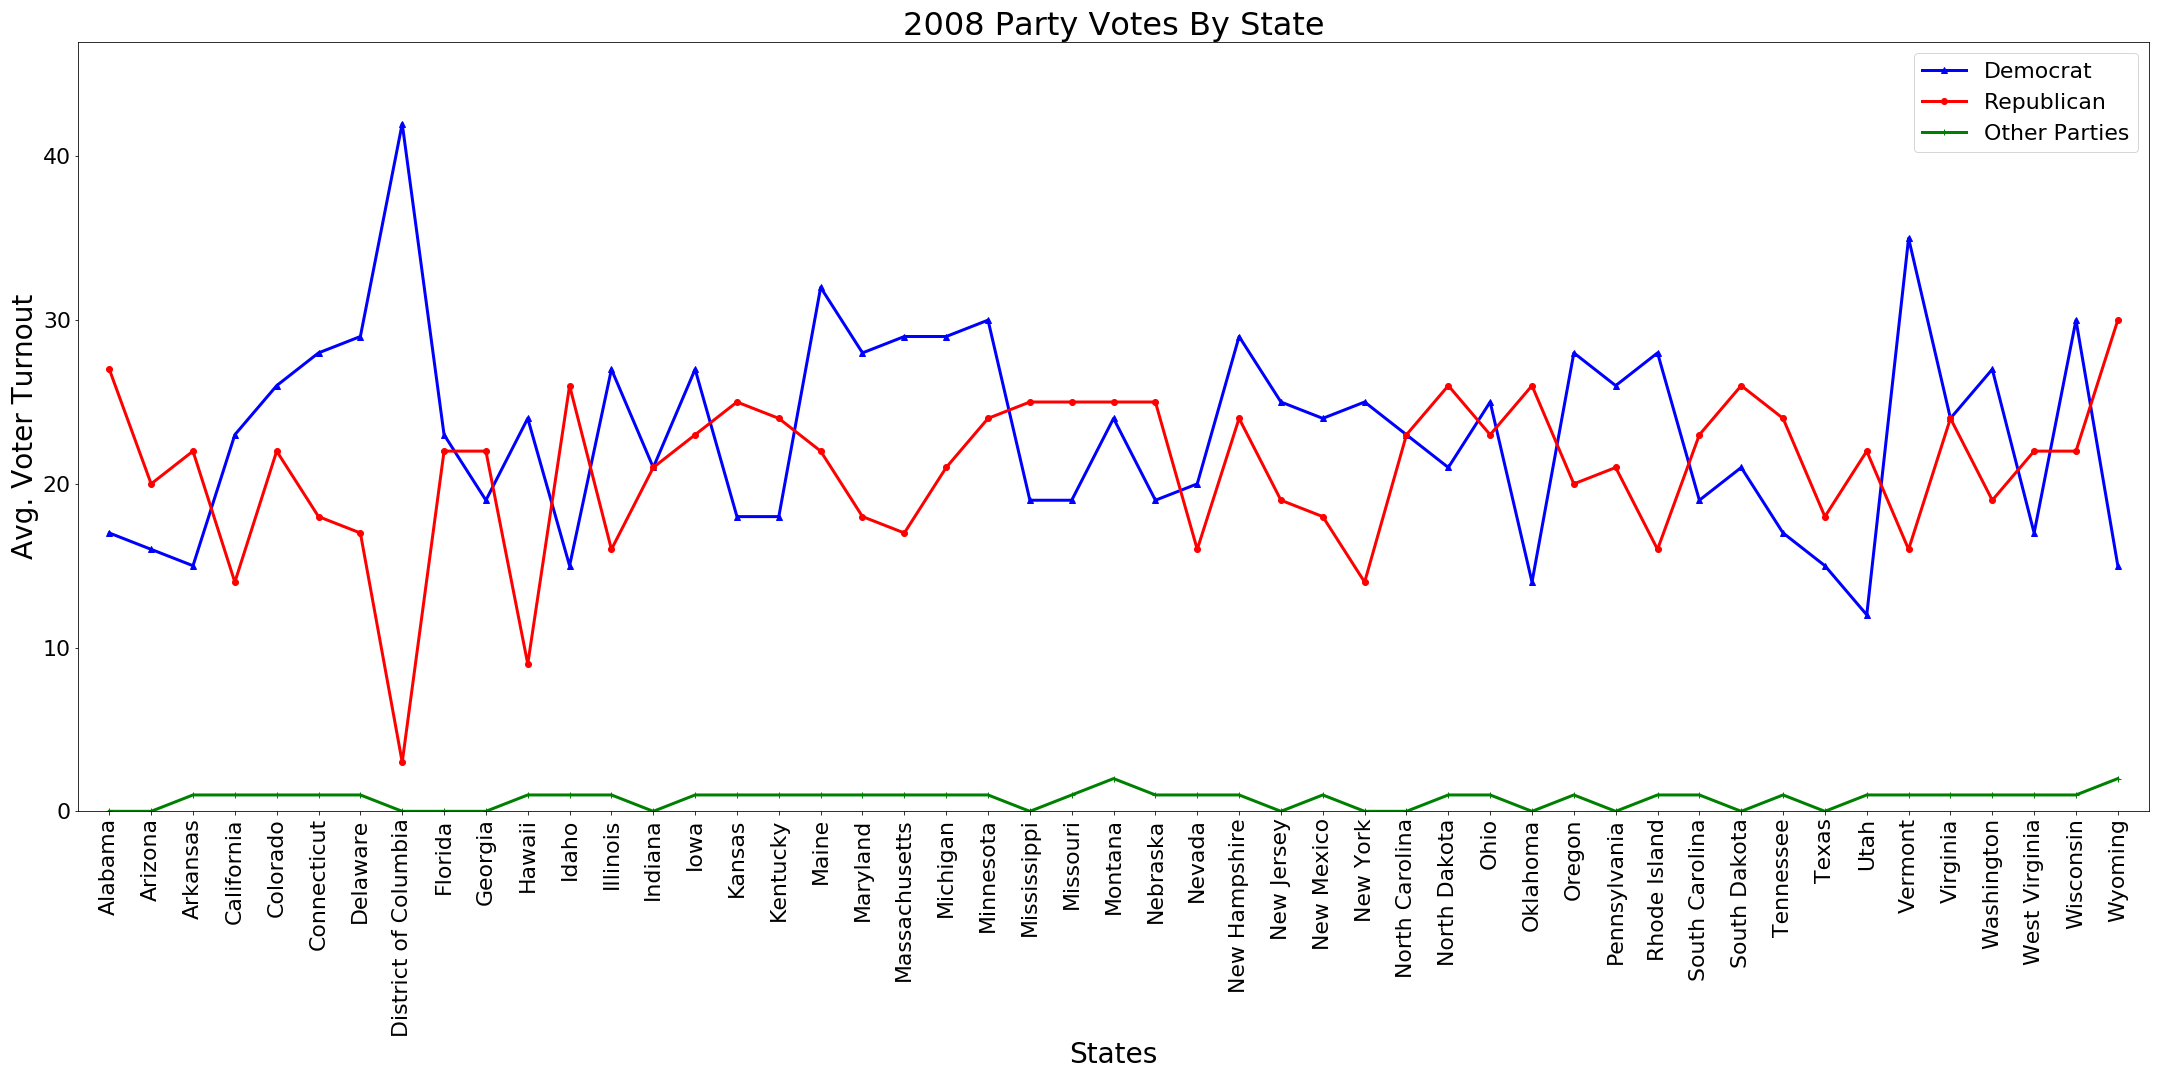 2008 Party Votes By State
Democrat
Republican
Other Parties
Avg. Voter Turnout
40
30
20
10
0
Alabama
Arizona
Arkansas
California
Colorado
Connecticut
Delaware
District of Columbia
Florida
Georgia
Hawaii
Idaho
Illinois
Indiana
Iowa
Kansas
Kentucky
Maine
Maryland
Massachusetts
Michigan
Minnesota
Mississippi
Missouri
Montana
Nebraska
Nevada
New Hampshire
New Jersey
New Mexico
New York
North Carolina
North Dakota
Ohio
Oklahoma
Oregon
Pennsylvania
Rhode Island
South Carolina
South Dakota
Tennessee
Texas
Utah
Vermont
Virginia
Washington
West Virginia
Wisconsin
Wyoming
States